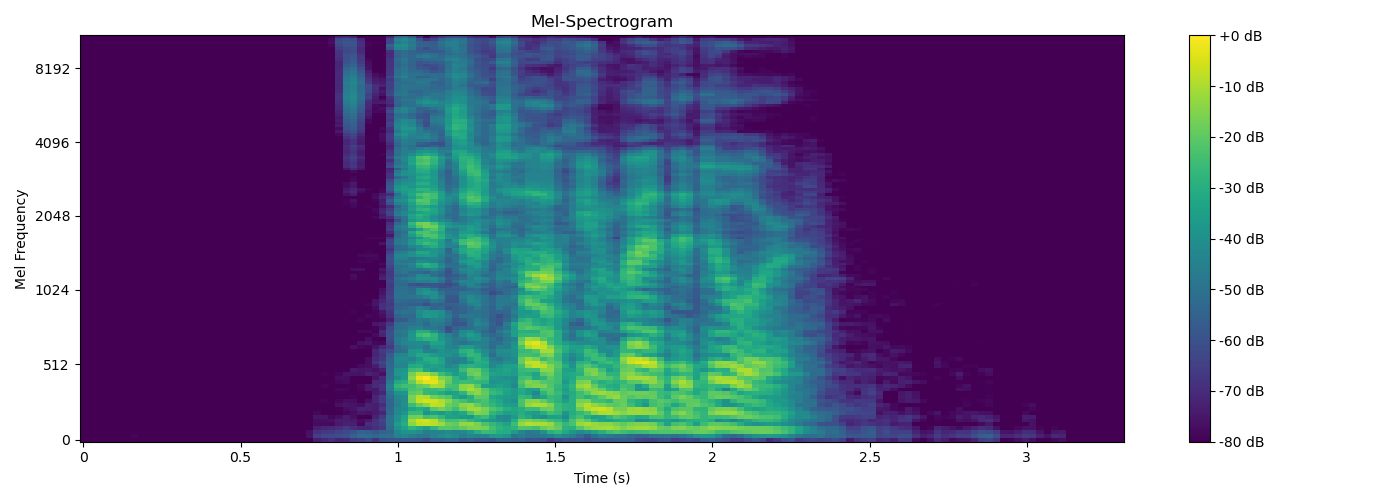 Mel-Spectrogram
Mel Frequency
8192
4096
2048
1024
512
0
0
0.5
1
1.5
2
2.5
3
Time (s)
+0 dB
-10 dB
-20 dB
-30 dB
-40 dB
-50 dB
-60 dB
-70 dB
-80 dB